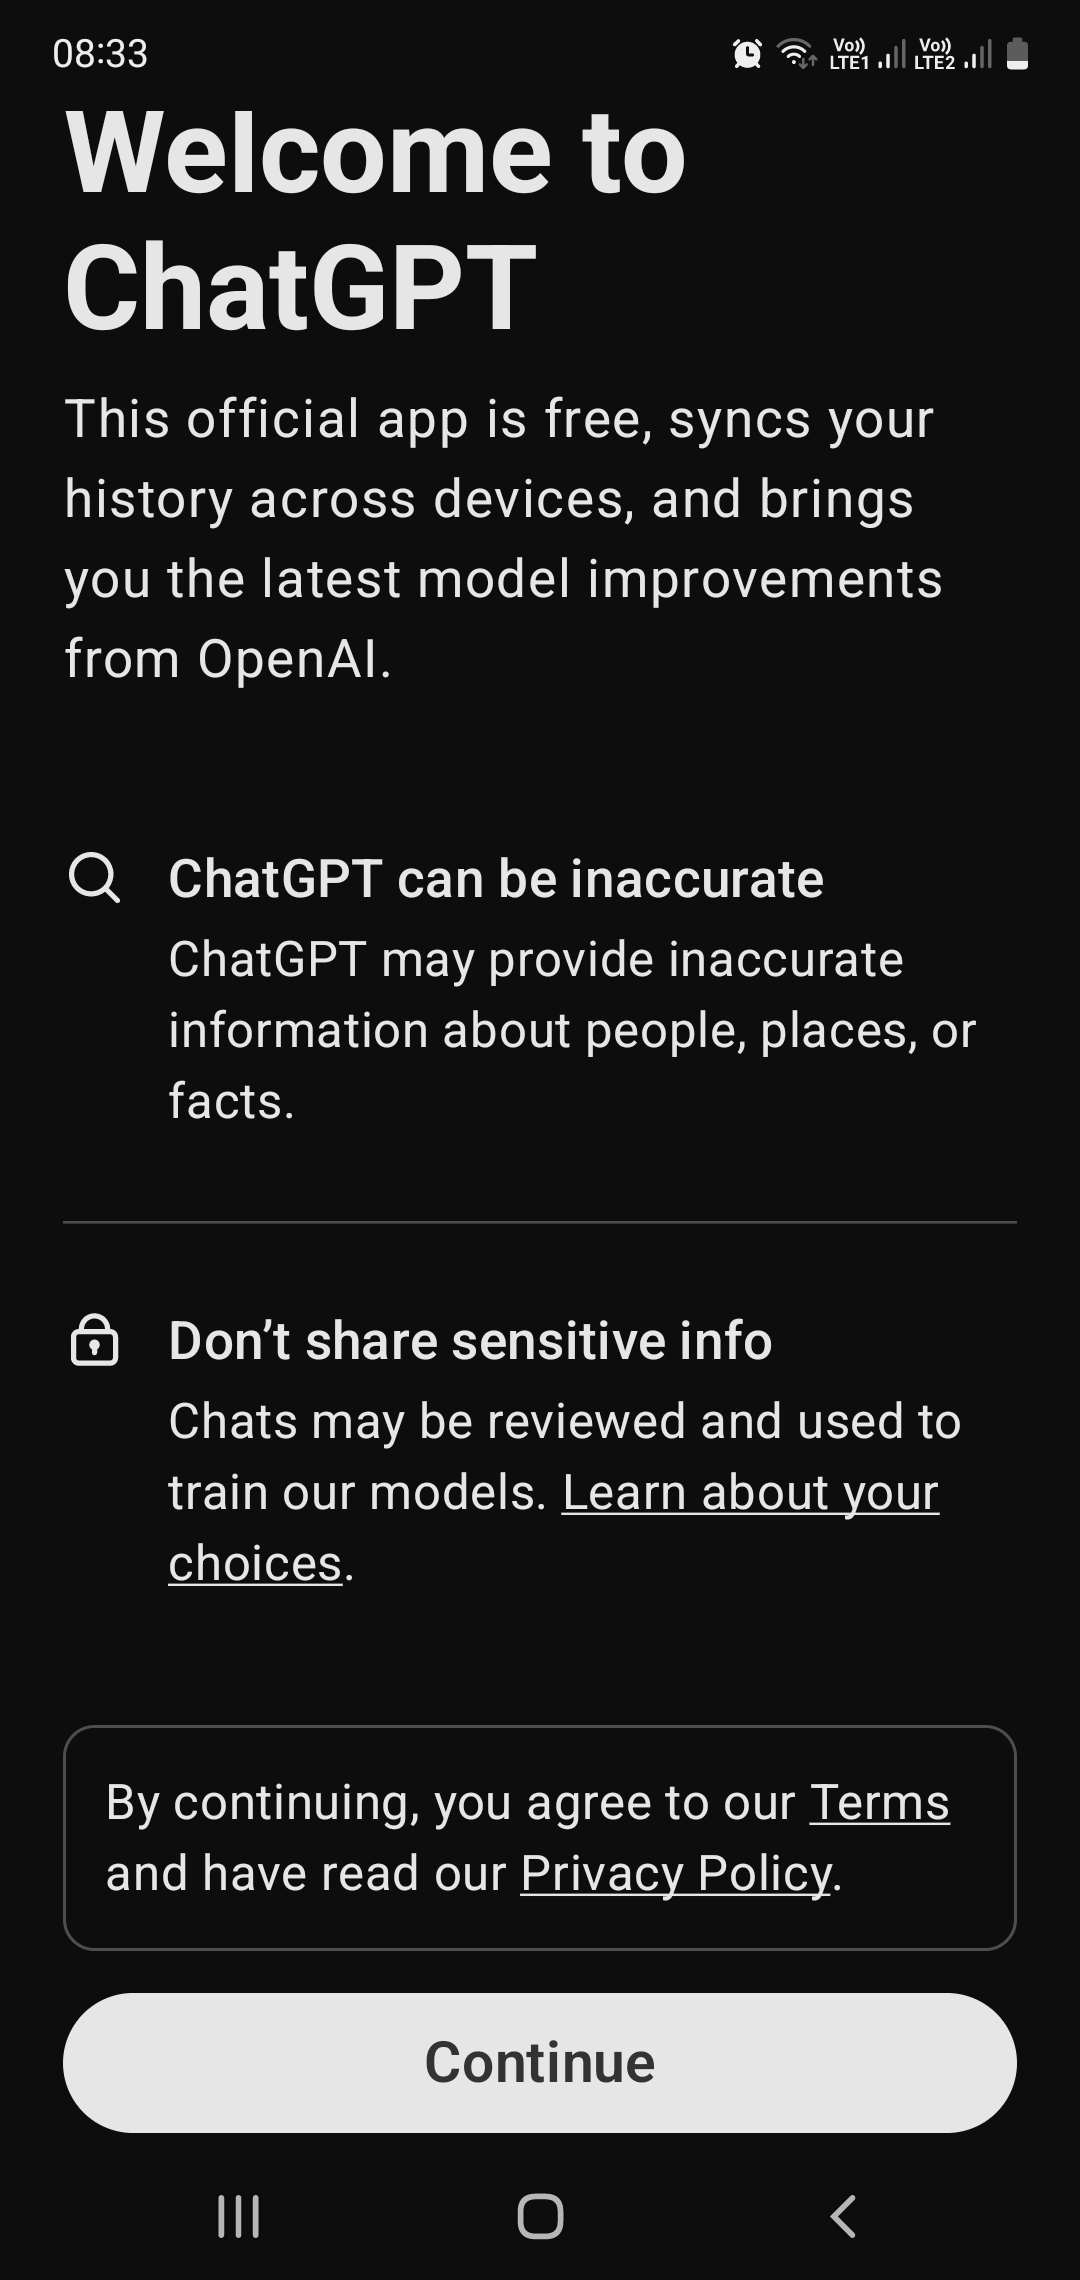 08:33
Vo)) LTE1 Vo)) LTE2
Welcome to
ChatGPT
This official app is free, syncs your
history across devices, and brings
you the latest model improvements
from OpenAI.
ChatGPT can be inaccurate
ChatGPT may provide inaccurate
information about people, places, or
facts.
Don’t share sensitive info
Chats may be reviewed and used to
train our models. Learn about your
choices.
By continuing, you agree to our Terms
and have read our Privacy Policy.
Continue